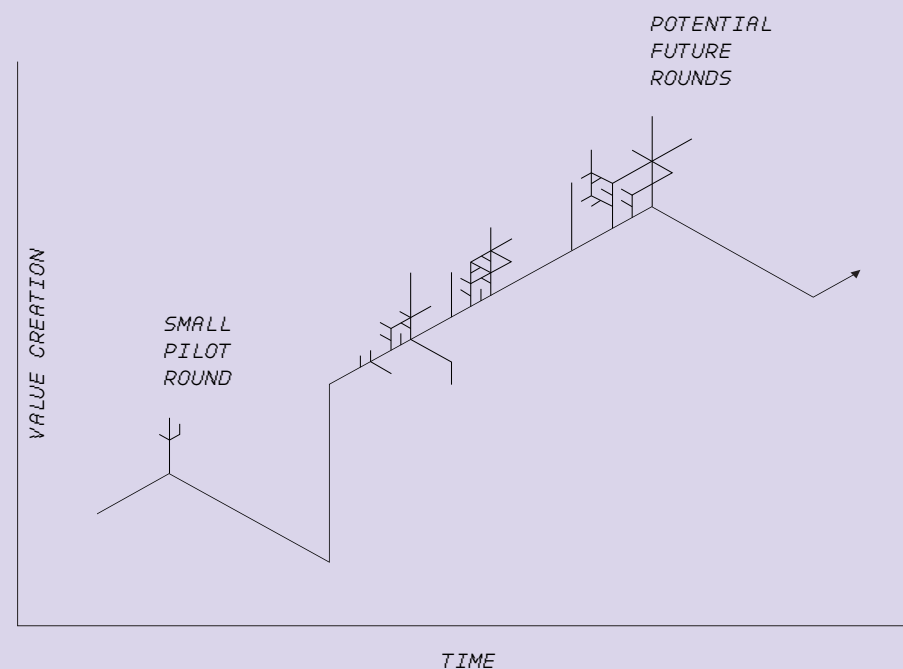 POTENTIAL
FUTURE
ROUNDS
VALUE CREATION
SMALL
PILOT
ROUND
TIME